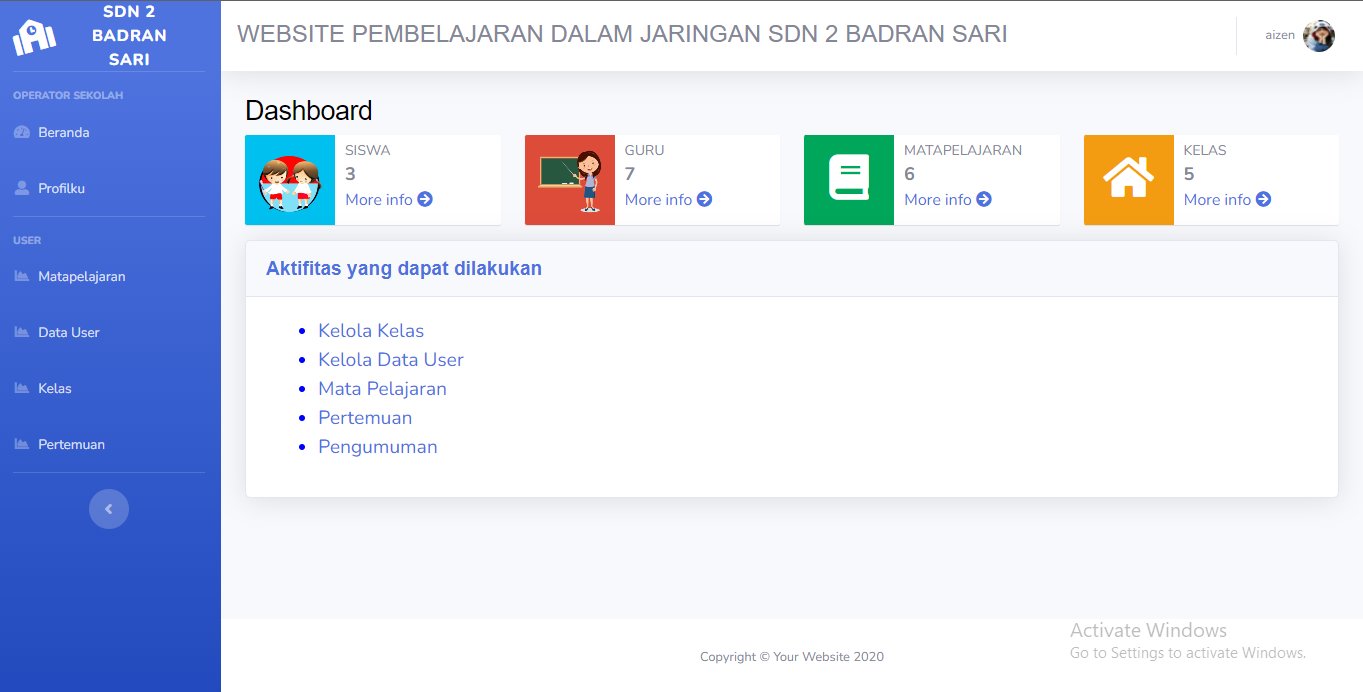 SDN 2
BADRAN
SARI
OPERATOR SEKOLAH
Beranda
Profilku
USER
Matapelajaran
Data User
Kelas
Pertemuan
WEBSITE PEMBELAJARAN DALAM JARINGAN SDN 2 BADRAN SARI
aizen
Dashboard
SISWA
3
More info
GURU
7
More info
MATAPELAJARAN
6
More info
KELAS
5
More info
Aktifitas yang dapat dilakukan
Kelola Kelas
Kelola Data User
Mata Pelajaran
Pertemuan
Pengumuman
Copyright © Your Website 2020
Activate Windows
Go to Settings to activate Windows.